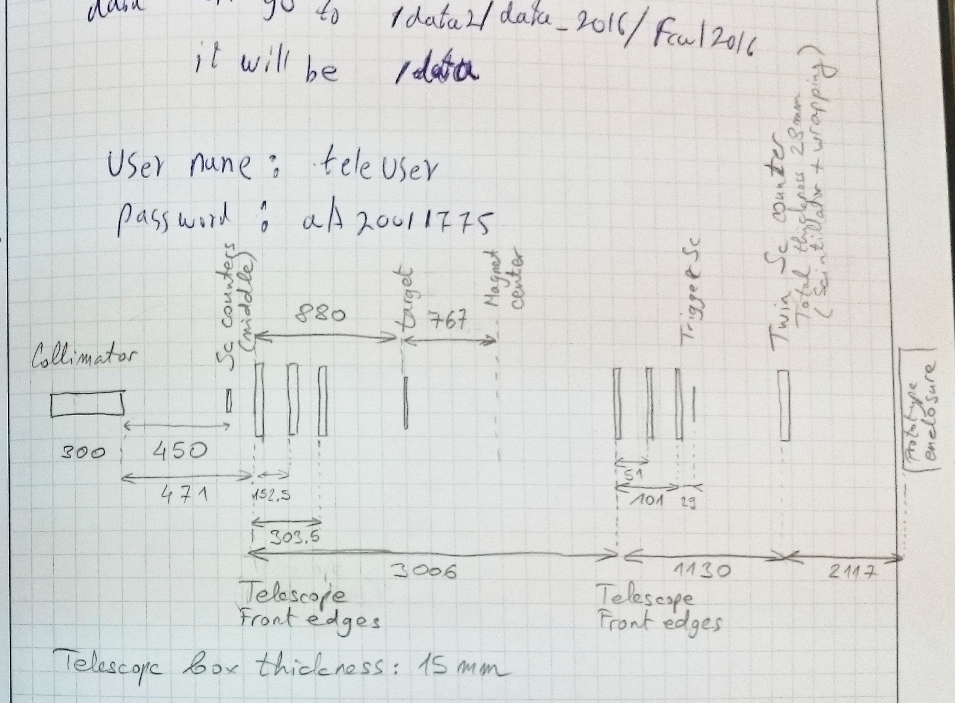 go to /data2/data_2016/Fcal2016
it will be /data
User name : teleuser
password : aA20011775
Collimator
Sc counters
(middle)
880
target
767
Magnet
center
Trigger Sc
Twin Sc counter
Total thickness 28mm
(Scintillator + wrapping)
Prototype
enclosure
300
450
471
152.5
303.5
51
101
29
3006
1130
2117
Telescope
Front edges
Telescope
Front edges
Telescope box thickness: 15 mm